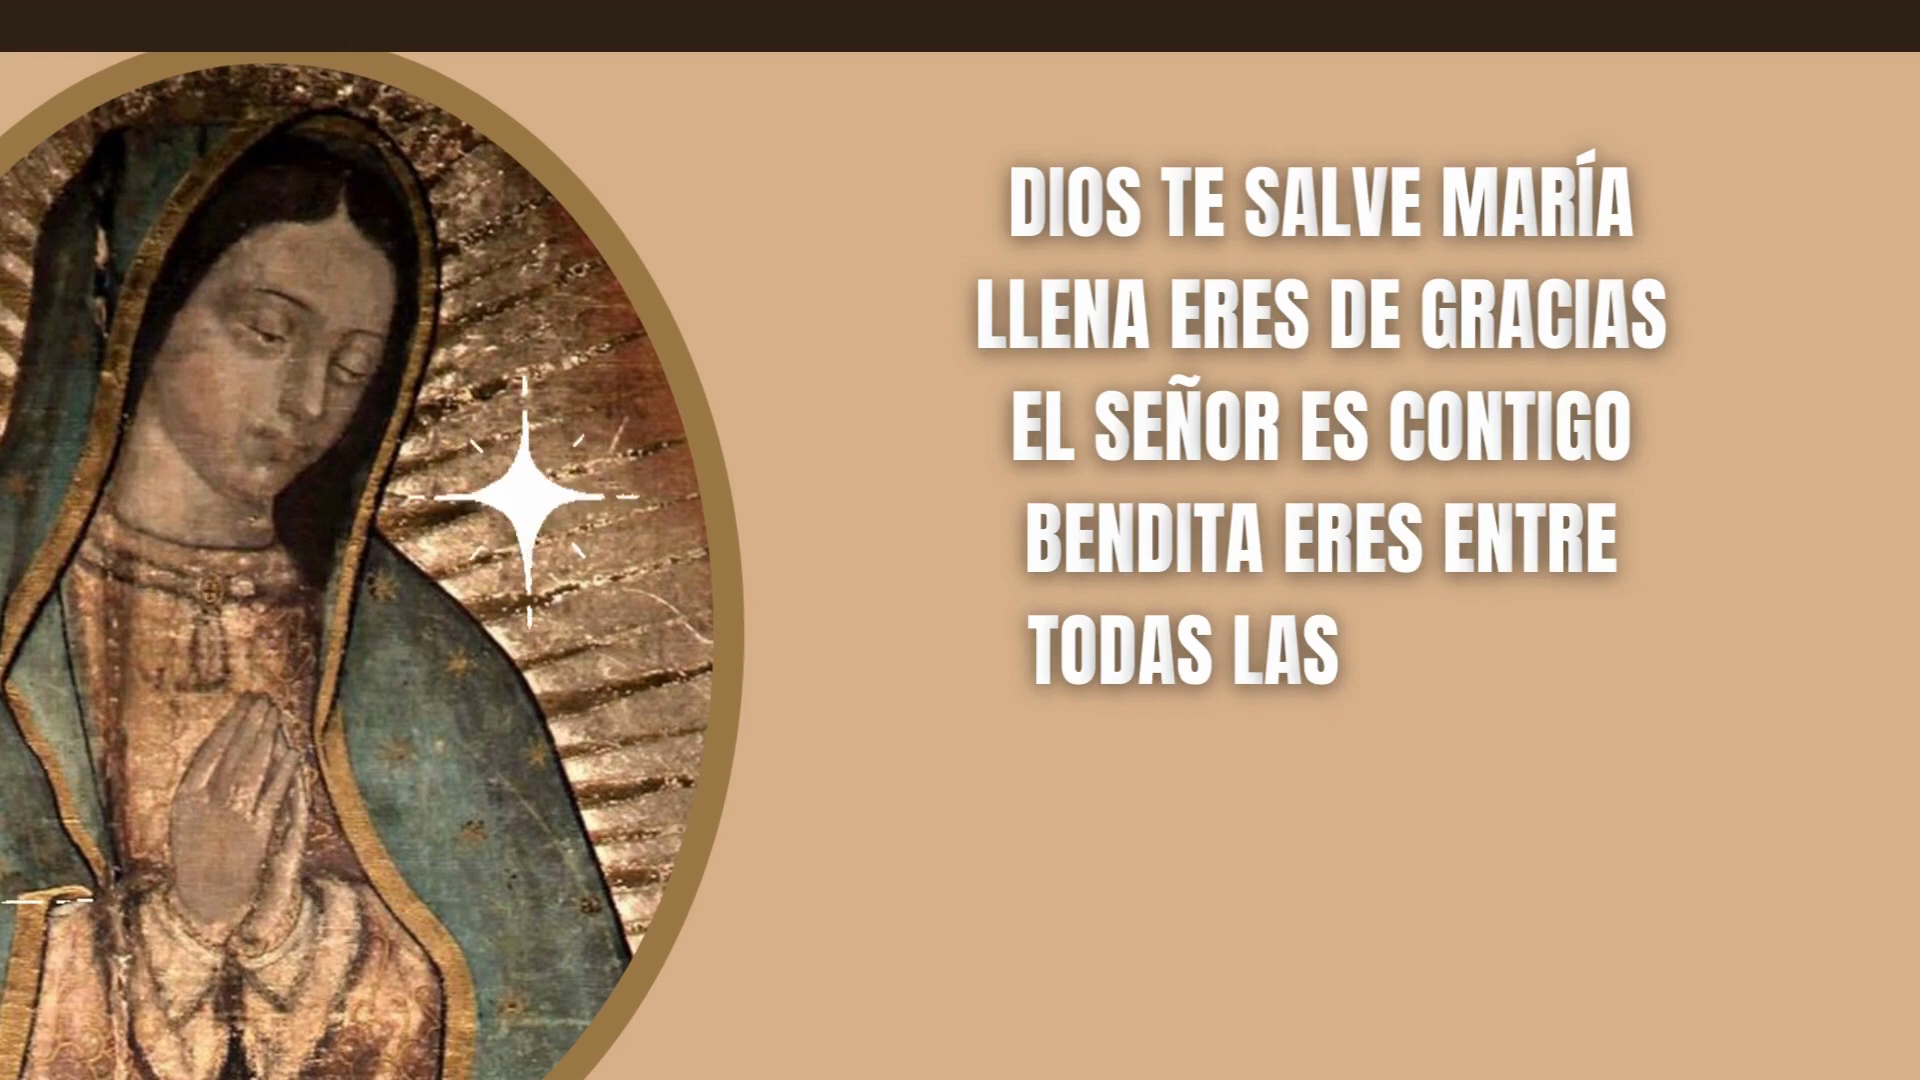 DIOS TE SALVE MARÍA
LLENA ERES DE GRACIAS
EL SEÑOR ES CONTIGO
BENDITA ERES ENTRE
TODAS LAS